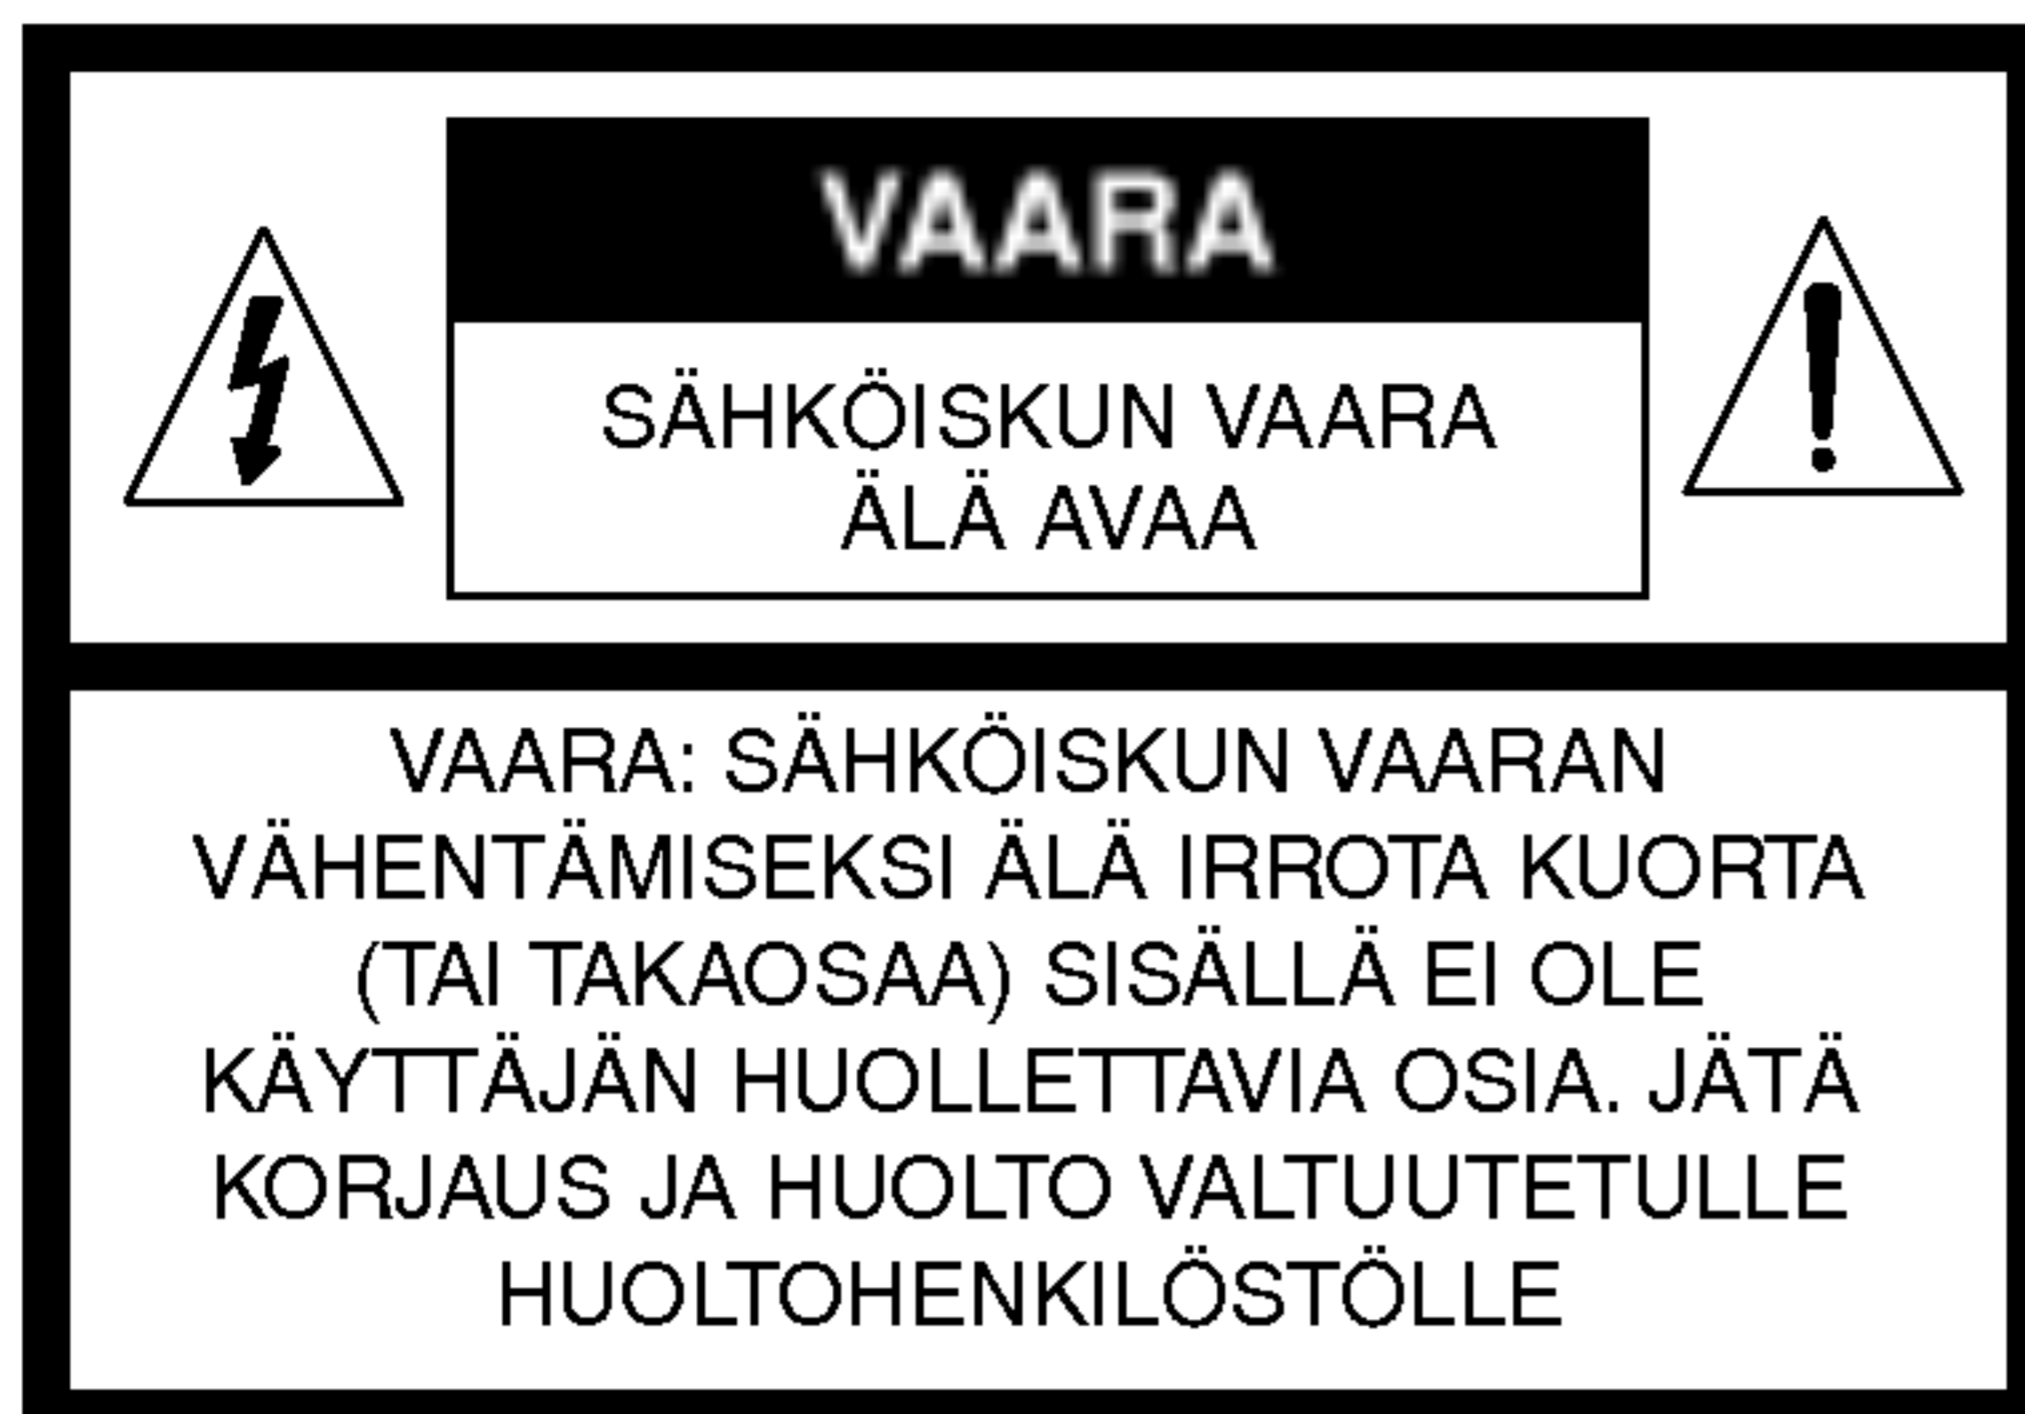 VAARA
SÄHKÖISKUN VAARA
ÄLÄ AVAA
VAARA: SÄHKÖISKUN VAARAN
VÄHENTÄMISEKSI ÄLÄ IRROTA KUORTA
(TAI TAKAOSAA) SISÄLLÄ EI OLE
KÄYTTÄJÄN HUOLLETTAVIA OSIA. JÄTÄ
KORJAUS JA HUOLTO VALTUUTETULLE
HUOLTOHENKILÖSTÖLLE